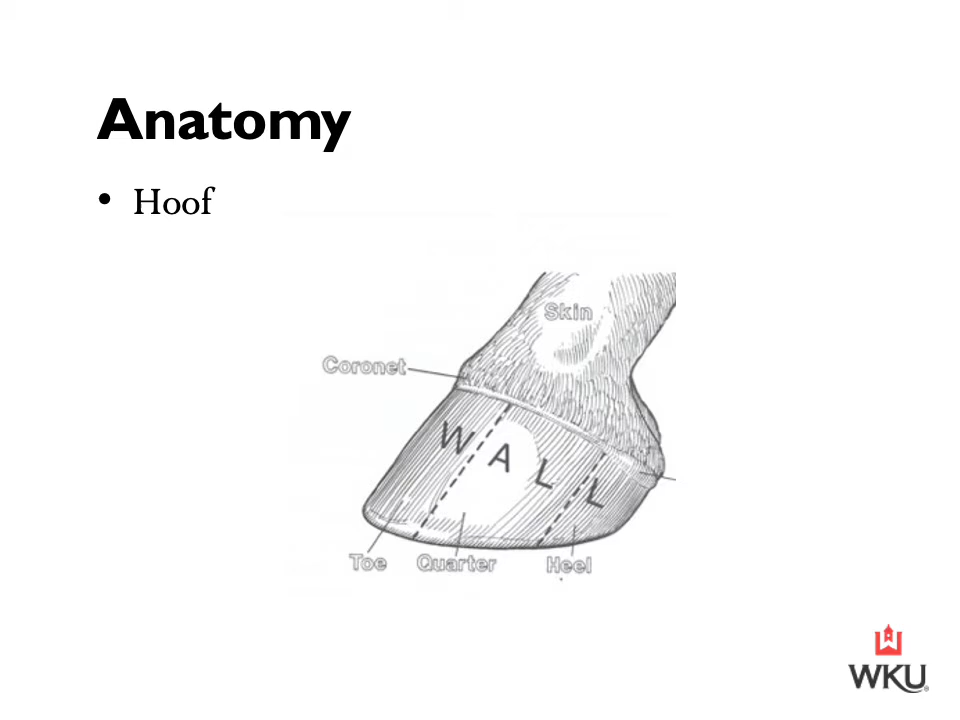 Anatomy
• Hoof
Skin
Coronet
WALL
Toe Quarter Heel
WKU®